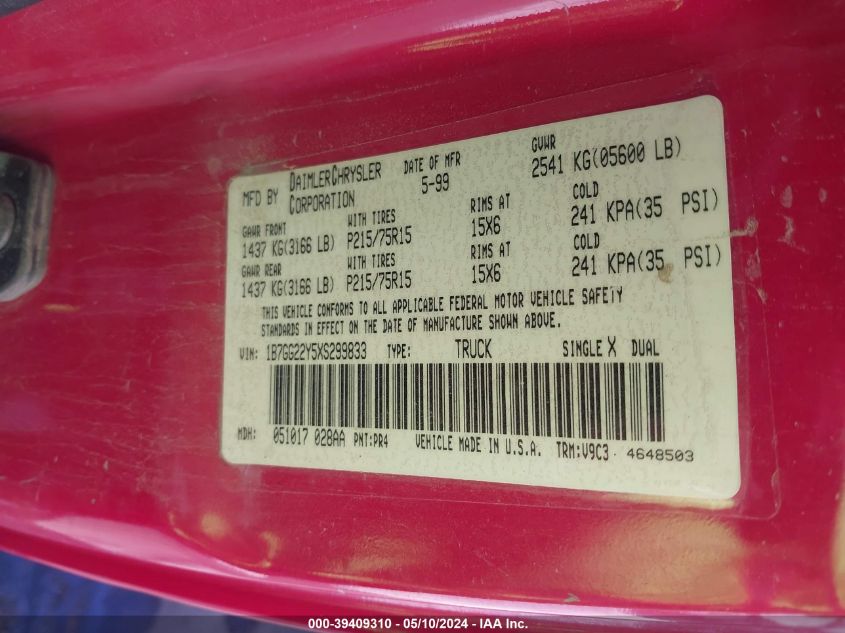 MFD BY DAIMLERCHRYSLER CORPORATION DATE OF MFR 5-99 GVWR 2541 KG(05600 LB)
GAWR FRONT WITH TIRES RIMS AT COLD
1437 KG(3166 LB) P215/75R15 15X6 241 KPA(35 PSI)
GAWR REAR WITH TIRES RIMS AT COLD
1437 KG(3166 LB) P215/75R15 15X6 241 KPA(35 PSI)
THIS VEHICLE CONFORMS TO ALL APPLICABLE FEDERAL MOTOR VEHICLE SAFETY
STANDARDS IN EFFECT ON THE DATE OF MANUFACTURE SHOWN ABOVE.
VIN: 1B7GG22Y5XS299833 TYPE: TRUCK SINGLE X DUAL
MDH: 051017 028AA PNT:PR4 VEHICLE MADE IN U.S.A. TRM:V9C3 4648503
000-39409310 / 05/10/2024 - IAA Inc.